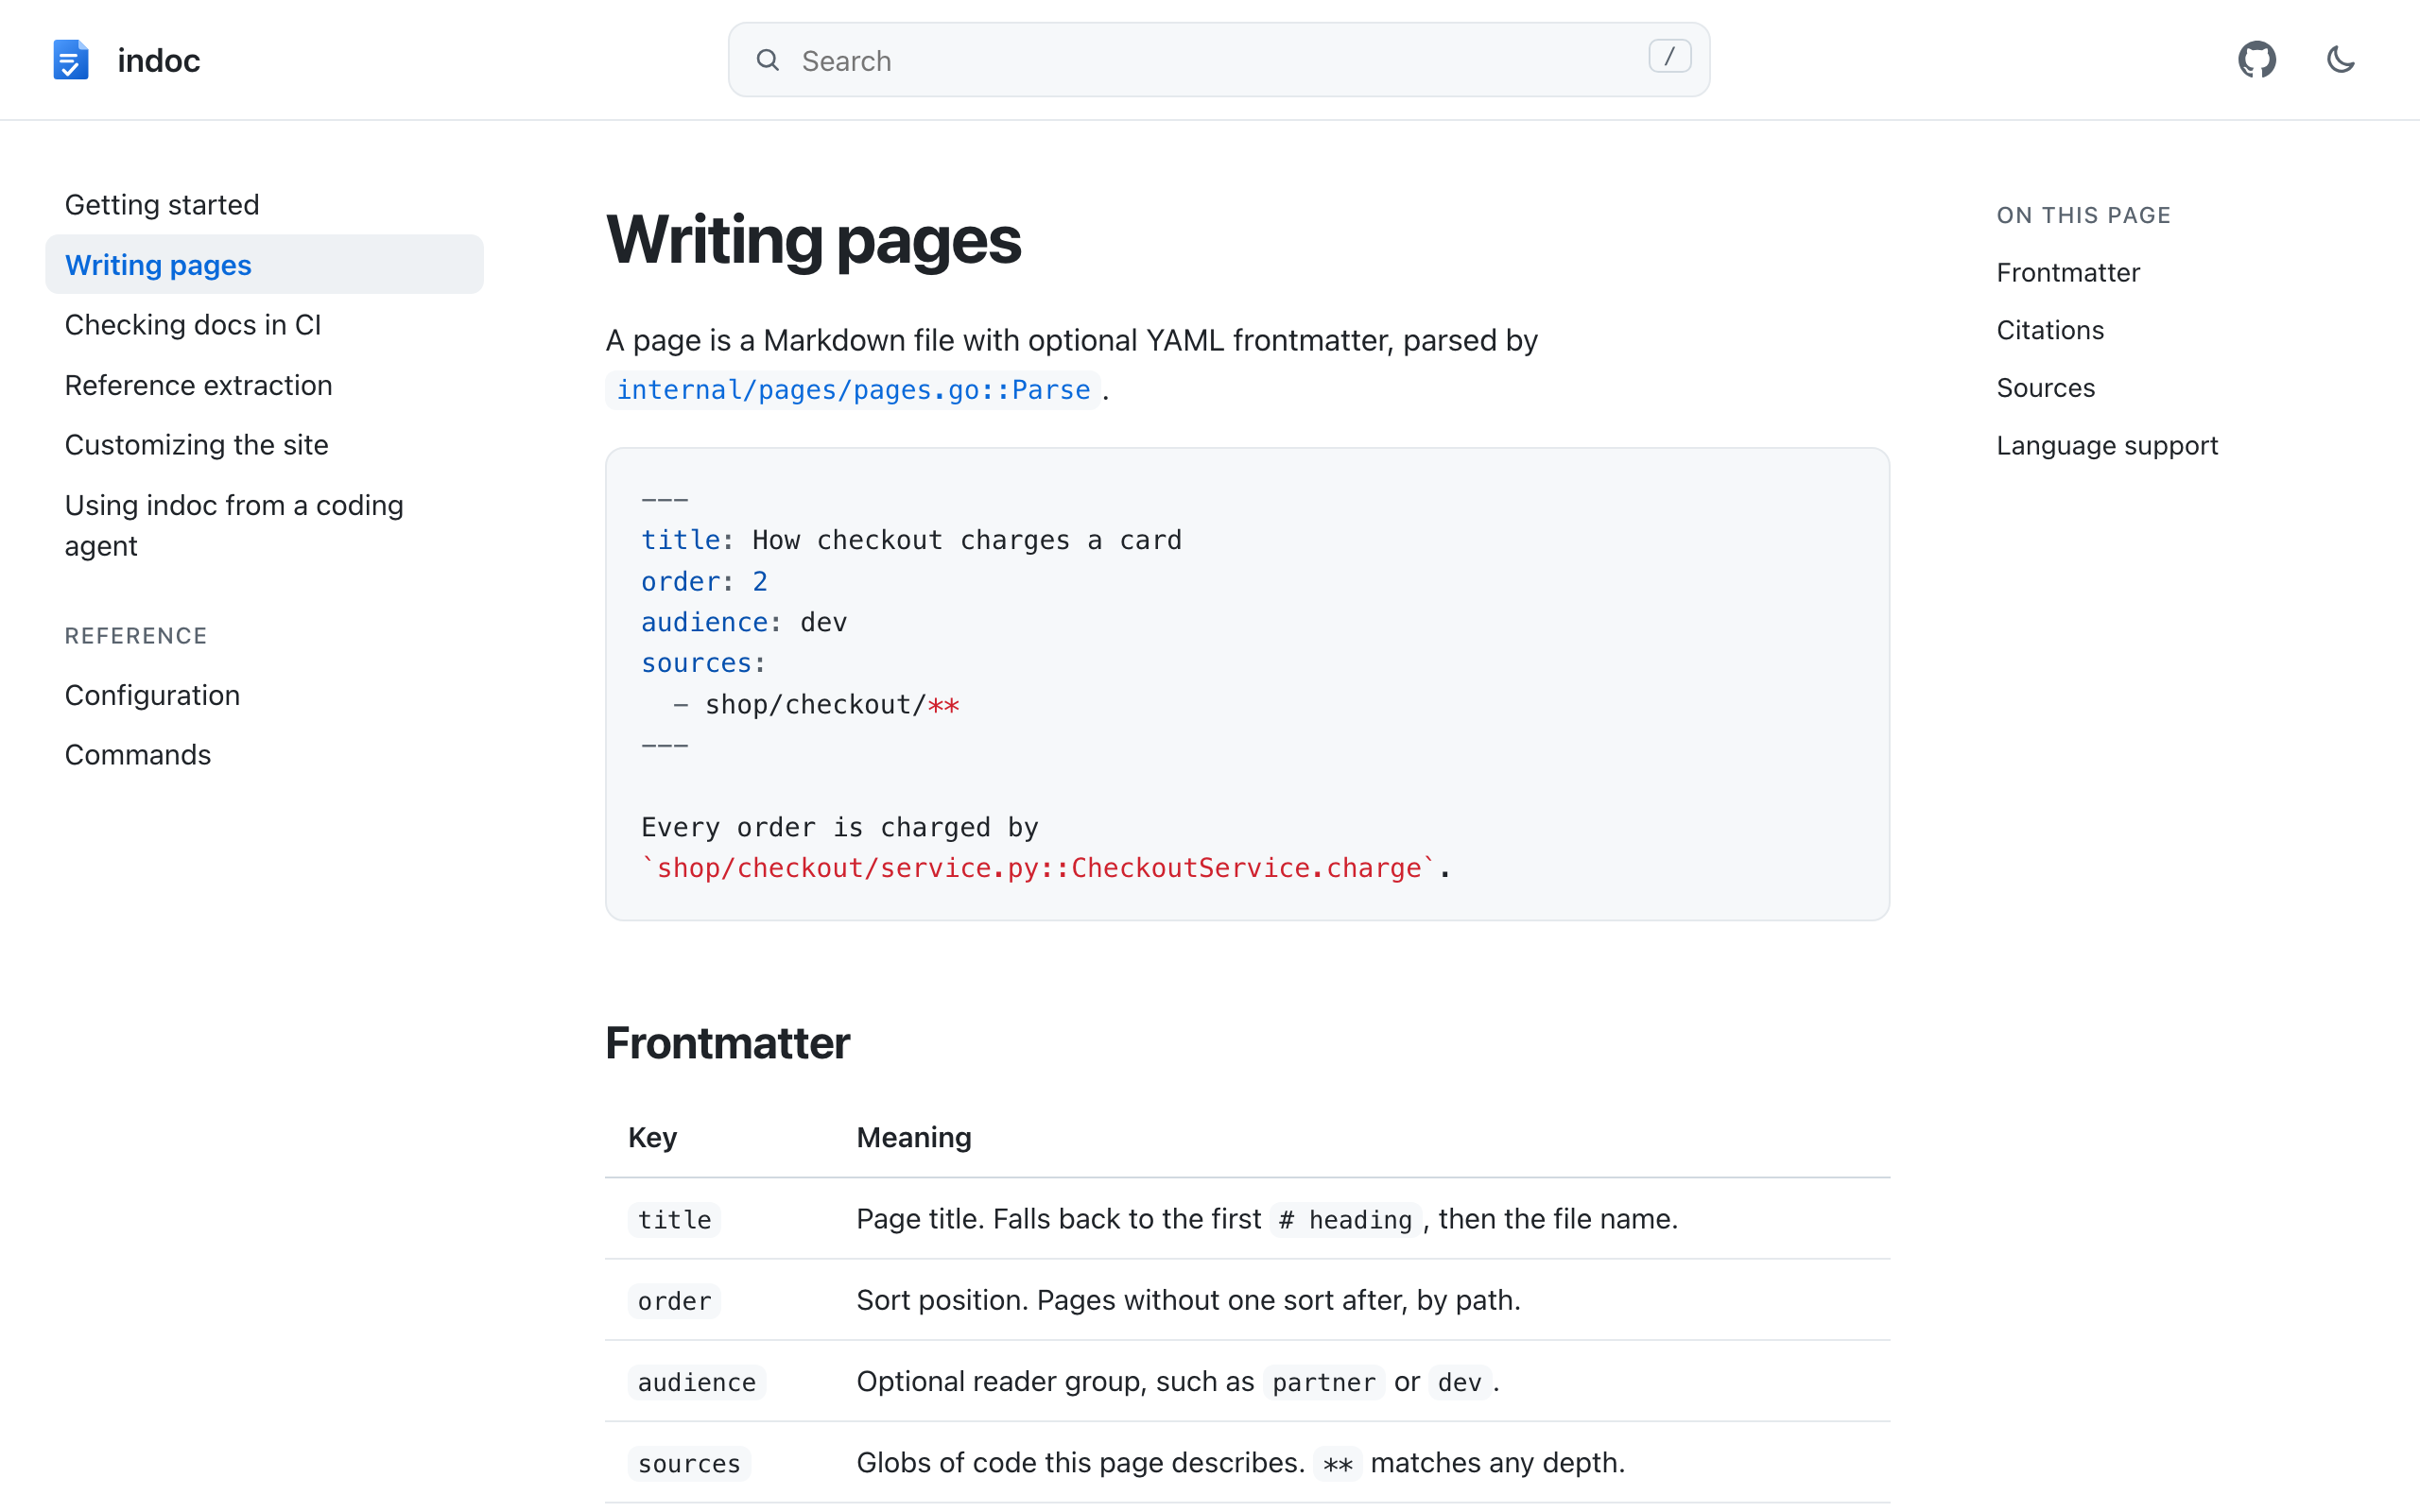 indoc
Search
/
Getting started
Writing pages
Checking docs in CI
Reference extraction
Customizing the site
Using indoc from a coding
agent
REFERENCE
Configuration
Commands
Writing pages
A page is a Markdown file with optional YAML frontmatter, parsed by
internal/pages/pages.go::Parse.
---
title: How checkout charges a card
order: 2
audience: dev
sources:
  - shop/checkout/**
---
Every order is charged by
`shop/checkout/service.py::CheckoutService.charge`.
Frontmatter
Key Meaning
title Page title. Falls back to the first # heading, then the file name.
order Sort position. Pages without one sort after, by path.
audience Optional reader group, such as partner or dev.
sources Globs of code this page describes. ** matches any depth.
ON THIS PAGE
Frontmatter
Citations
Sources
Language support